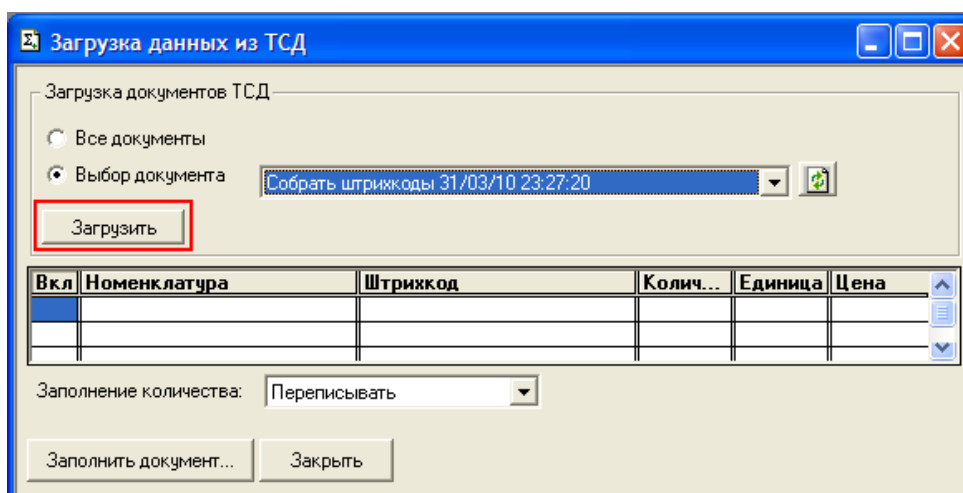 Загрузка данных из ТСД
Загрузка документов ТСД
Все документы
Выбор документа Собрать штрихкоды 31/03/10 23:27:20
Загрузить
Вкл Номенклатура Штрихкод Колич... Единица Цена
Заполнение количества: Переписывать
Заполнить документ... Закрыть